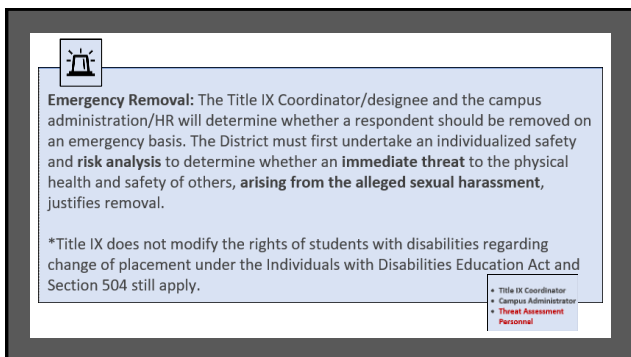 Emergency Removal: The Title IX Coordinator/designee and the campus
administration/HR will determine whether a respondent should be removed on
an emergency basis. The District must first undertake an individualized safety
and risk analysis to determine whether an immediate threat to the physical
health and safety of others, arising from the alleged sexual harassment,
justifies removal.
*Title IX does not modify the rights of students with disabilities regarding
change of placement under the Individuals with Disabilities Education Act and
Section 504 still apply.
• Title IX Coordinator
• Campus Administrator
• Threat Assessment
Personnel